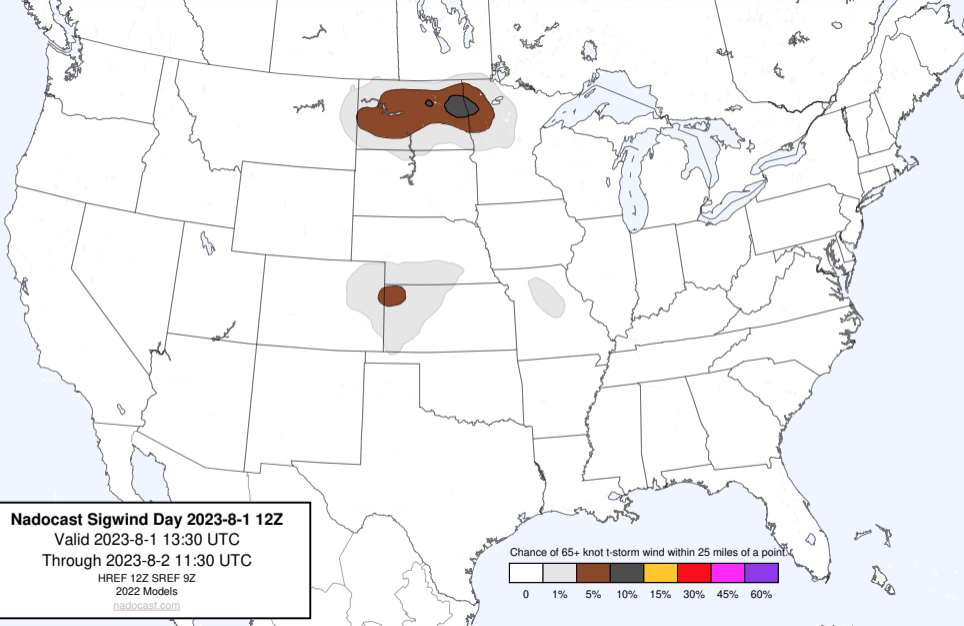 Nadocast Sigwind Day 2023-8-1 12Z
Valid 2023-8-1 13:30 UTC
Through 2023-8-2 11:30 UTC
HREF 12Z SREF 9Z
2022 Models
nadocast.com
Chance of 65+ knot t-storm wind within 25 miles of a point.
0 1% 5% 10% 15% 30% 45% 60%